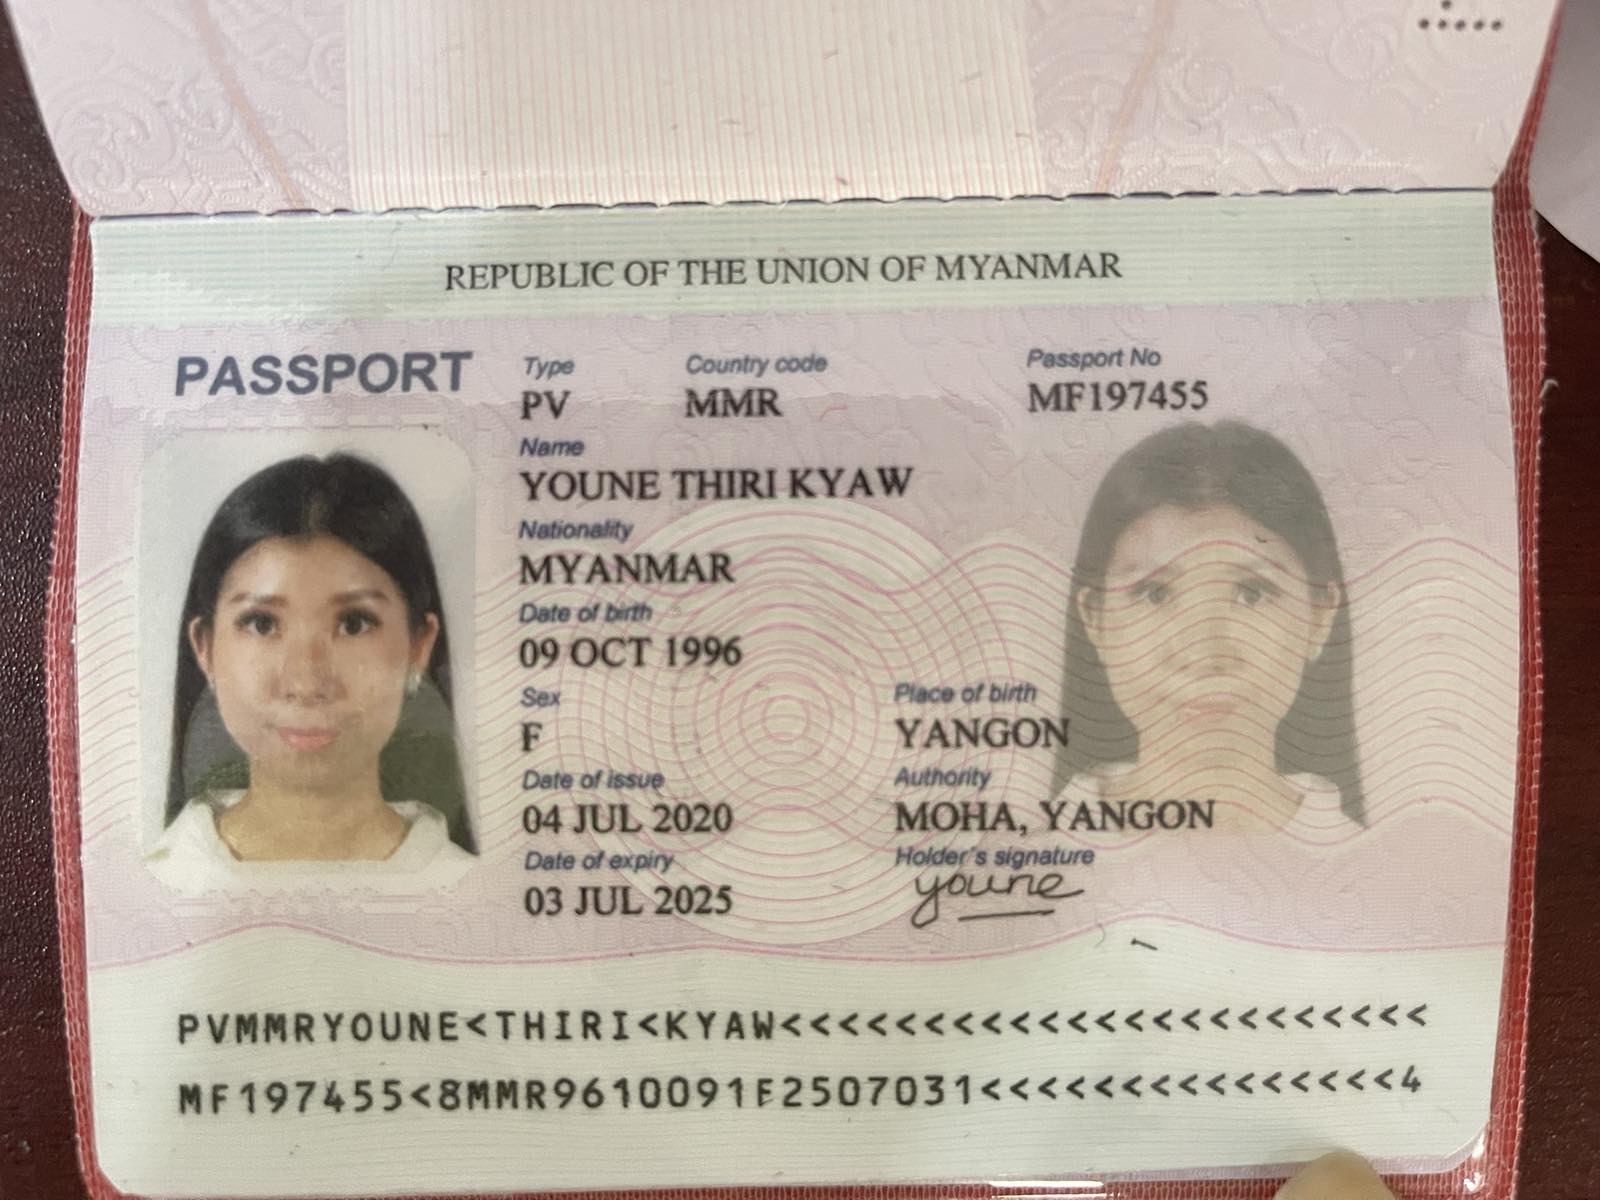 REPUBLIC OF THE UNION OF MYANMAR
PASSPORT
Type Country code Passport No
PV MMR MF197455
Name
YOUNE THIRI KYAW
Nationality
MYANMAR
Date of birth
09 OCT 1996
Sex Place of birth
F YANGON
Date of issue Authority
04 JUL 2020 MOHA, YANGON
Date of expiry Holder's signature
03 JUL 2025 youne
PVMMRYOUNE<THIRI<KYAW<<<<<<<<<<<<<<<<<<<<<<<
MF197455<8MMR9610091F2507031<<<<<<<<<<<<<<<4